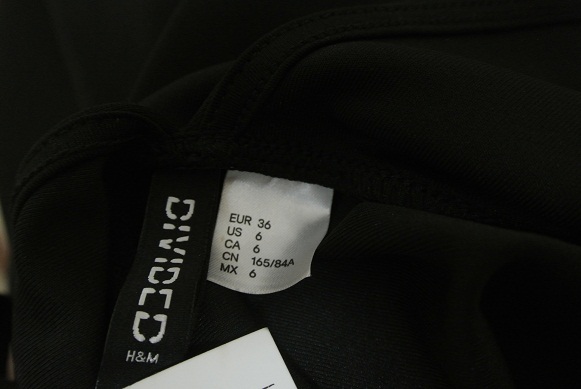 DIVIDED
H&M
EUR 36
US 6
CA 6
CN 165/84A
MX 6